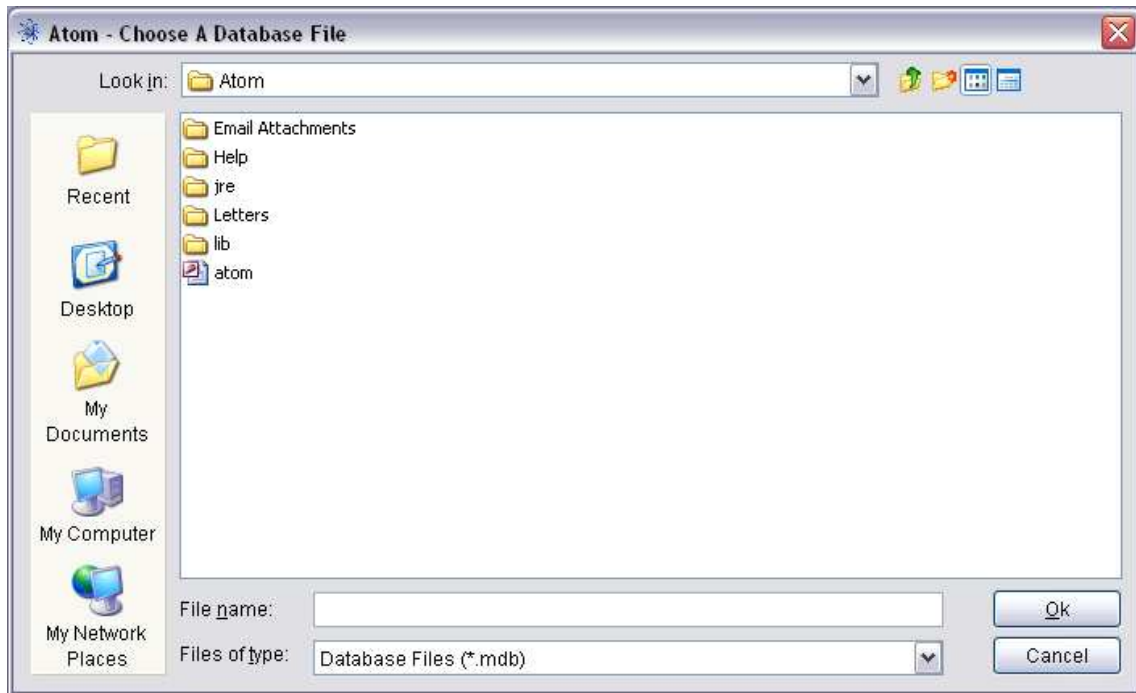 Atom - Choose A Database File
Look in:
Atom
Recent
Desktop
My
Documents
My Computer
My Network
Places
Email Attachments
Help
jre
Letters
lib
atom
File name:
Ok
Files of type:
Database Files (*.mdb)
Cancel